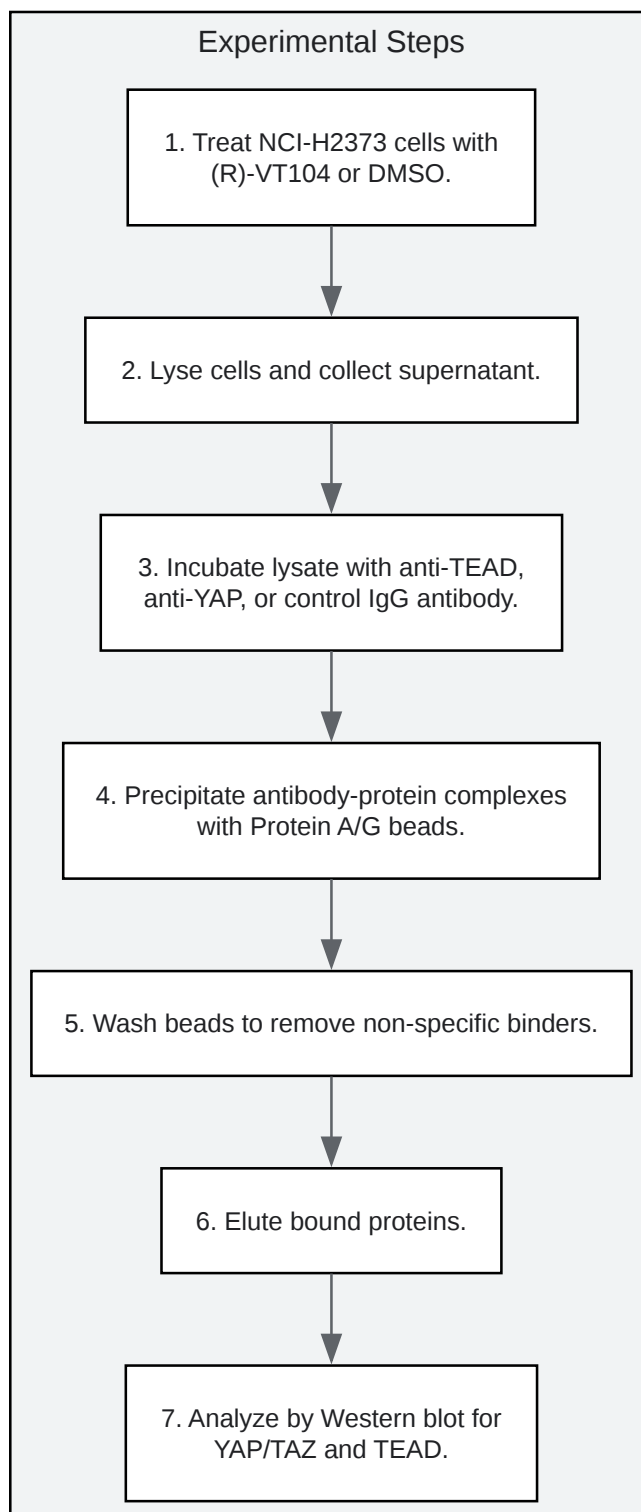 Experimental Steps
1. Treat NCI-H2373 cells with
(R)-VT104 or DMSO.
2. Lyse cells and collect supernatant.
3. Incubate lysate with anti-TEAD,
anti-YAP, or control IgG antibody.
4. Precipitate antibody-protein complexes
with Protein A/G beads.
5. Wash beads to remove non-specific binders.
6. Elute bound proteins.
7. Analyze by Western blot for
YAP/TAZ and TEAD.